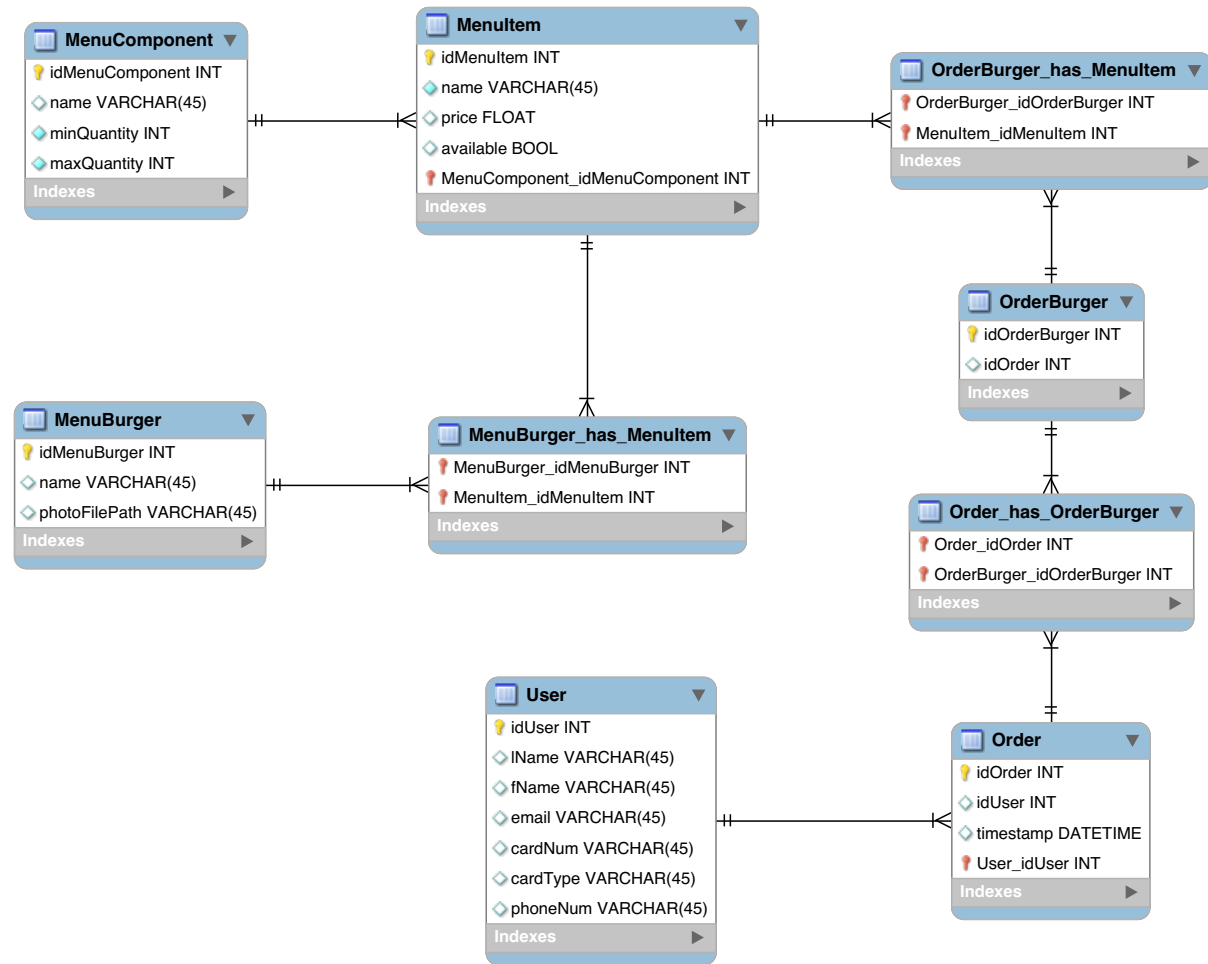 MenuComponent
idMenuComponent INT
name VARCHAR(45)
minQuantity INT
maxQuantity INT
Indexes
MenuItem
idMenuItem INT
name VARCHAR(45)
price FLOAT
available BOOL
MenuComponent_idMenuComponent INT
Indexes
OrderBurger_has_MenuItem
OrderBurger_idOrderBurger INT
MenuItem_idMenuItem INT
Indexes
OrderBurger
idOrderBurger INT
idOrder INT
Indexes
MenuBurger
idMenuBurger INT
name VARCHAR(45)
photoFilePath VARCHAR(45)
Indexes
MenuBurger_has_MenuItem
MenuBurger_idMenuBurger INT
MenuItem_idMenuItem INT
Indexes
Order_has_OrderBurger
Order_idOrder INT
OrderBurger_idOrderBurger INT
Indexes
User
idUser INT
lName VARCHAR(45)
fName VARCHAR(45)
email VARCHAR(45)
cardNum VARCHAR(45)
cardType VARCHAR(45)
phoneNum VARCHAR(45)
Indexes
Order
idOrder INT
idUser INT
timestamp DATETIME
User_idUser INT
Indexes